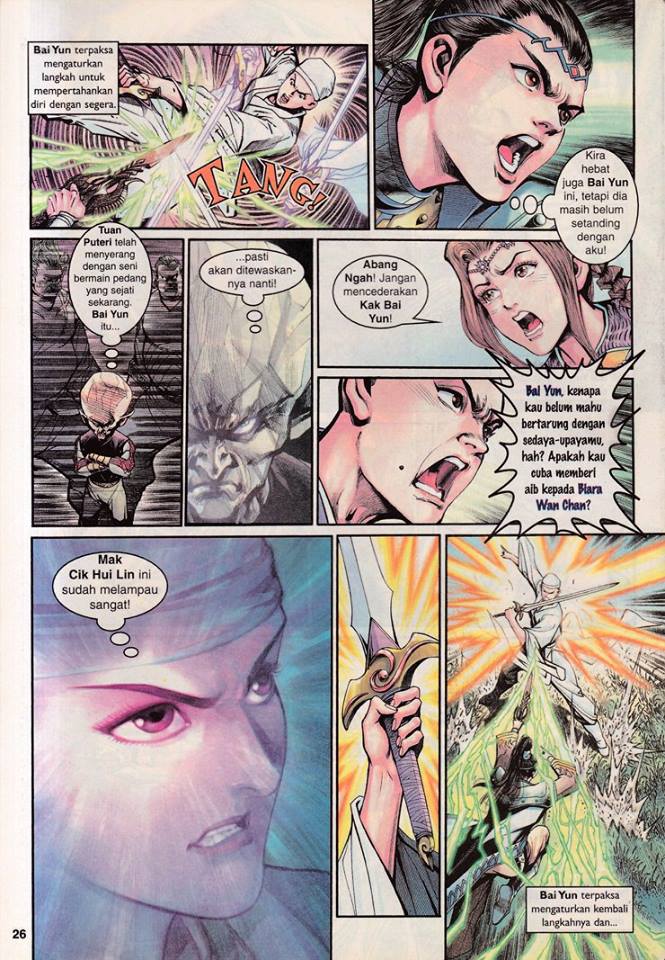 Bai Yun terpaksa
mengaturkan
langkah untuk
mempertahankan
diri dengan segera.
TANG!
Kira
hebat
juga Bai Yun
ini, tetapi dia
masih belum
setanding
dengan
aku!
Tuan
Puteri telah
menyerang
dengan seni
bermain pedang
yang sejati
sekarang.
Bai Yun
itu...
...pasti
akan ditewaskan-
nya nanti!
Abang
Ngah! Jangan
mencederakan
Kak Bai
Yun!
Bai Yun, kenapa
kau belum mahu
bertarung dengan
sedaya-upayamu,
hah? Apakah kau
cuba memberi
aib kepada Biara
Wan Chan?
Mak
Cik Hui Lin ini
sudah melampau
sangat!
Bai Yun terpaksa
mengaturkan kembali
langkahnya dan...
26